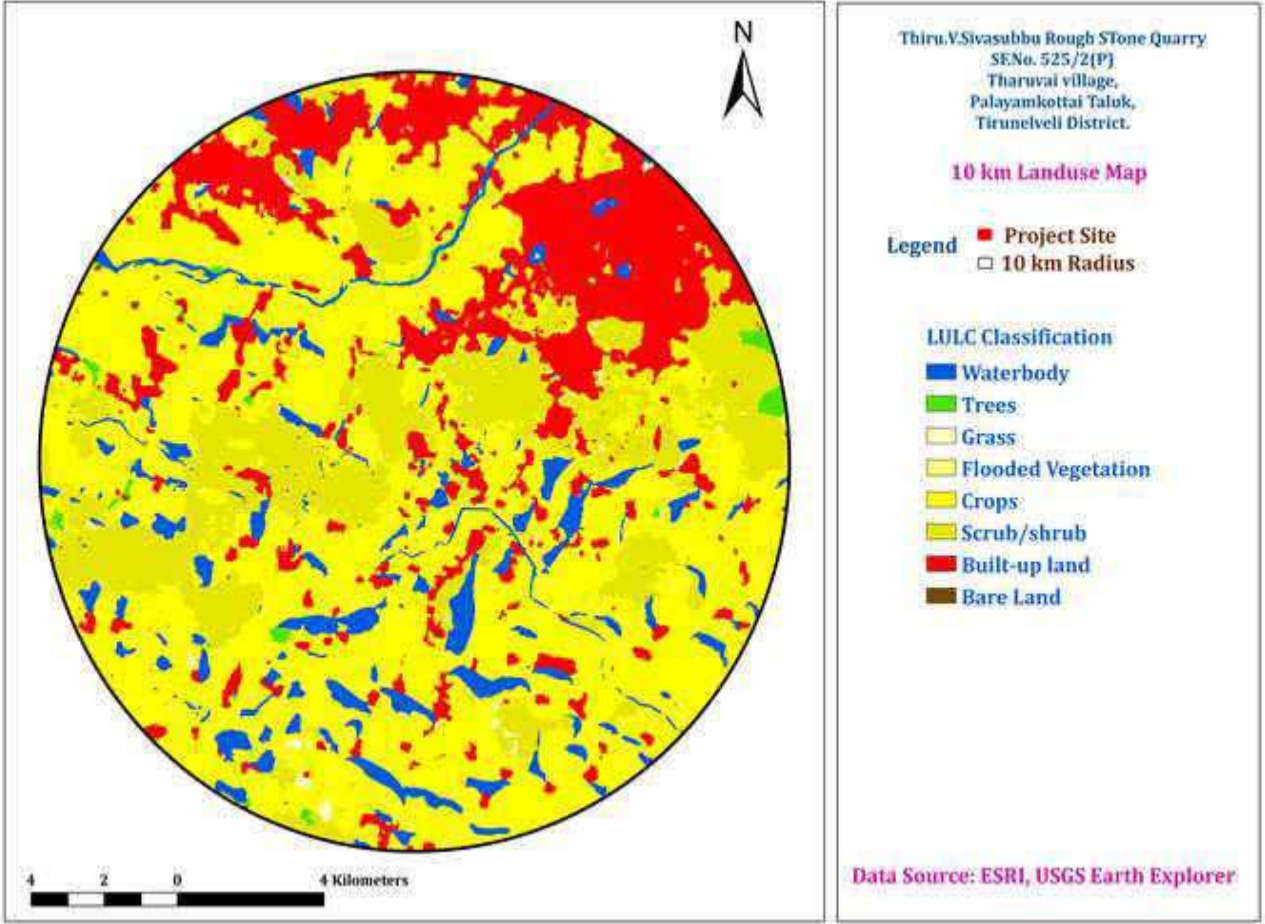 N
4 2 0 4 Kilometers
Thiru.V.Sivasubbu Rough STone Quarry
SF.No. 525/2(P)
Tharuvai village,
Palayamkottai Taluk,
Tirunelveli District.
10 km Landuse Map
Legend
Project Site
10 km Radius
LULC Classification
Waterbody
Trees
Grass
Flooded Vegetation
Crops
Scrub/shrub
Built-up land
Bare Land
Data Source: ESRI, USGS Earth Explorer